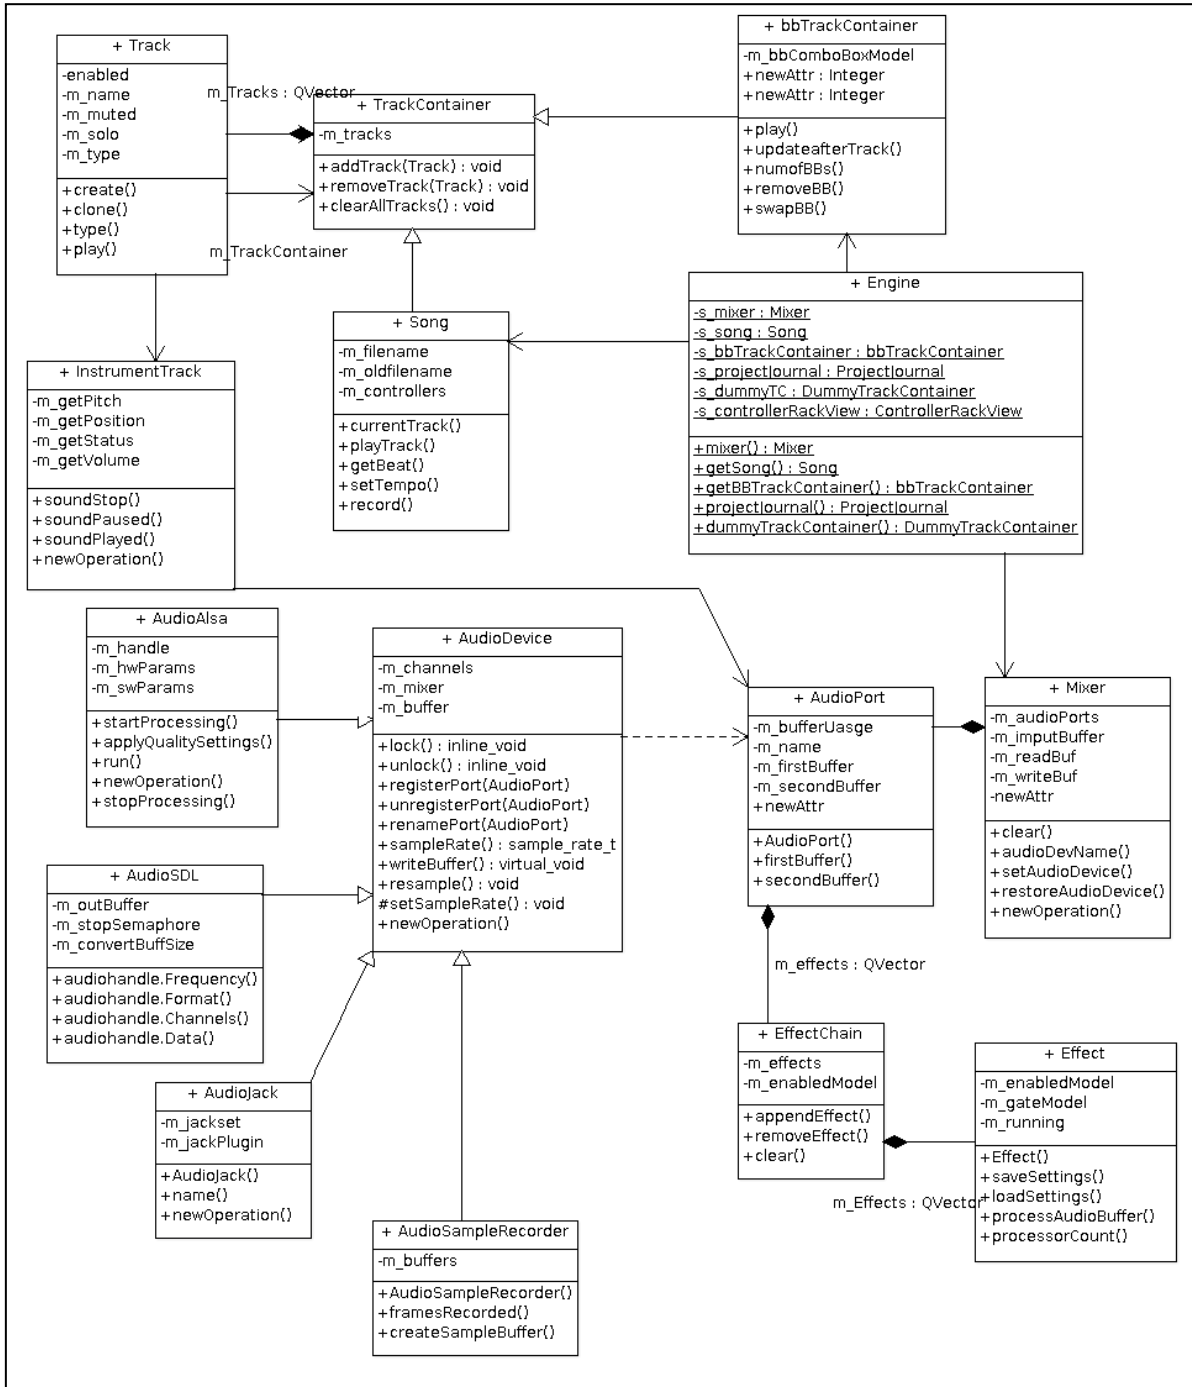 + Track
-enabled
-m_name
-m_muted
-m_solo
-m_type
+create()
+clone()
+type()
+play()
m_Tracks : QVector
+ TrackContainer
-m_tracks
+addTrack(Track) : void
+removeTrack(Track) : void
+clearAllTracks() : void
m_TrackContainer
+ bbTrackContainer
-m_bbComboBoxModel
+newAttr : Integer
+newAttr : Integer
+play()
+updateafterTrack()
+numofBBs()
+removeBB()
+swapBB()
+ Engine
-s_mixer : Mixer
-s_song : Song
-s_bbTrackContainer : bbTrackContainer
-s_projectJournal : ProjectJournal
-s_dummyTC : DummyTrackContainer
-s_controllerRackView : ControllerRackView
+mixer() : Mixer
+getSong() : Song
+getBBTrackContainer() : bbTrackContainer
+projectJournal() : ProjectJournal
+dummyTrackContainer() : DummyTrackContainer
+ Song
-m_filename
-m_oldfilename
-m_controllers
+currentTrack()
+playTrack()
+getBeat()
+setTempo()
+record()
+ InstrumentTrack
-m_getPitch
-m_getPosition
-m_getStatus
-m_getVolume
+soundStop()
+soundPaused()
+soundPlayed()
+newOperation()
+ AudioAlsa
-m_handle
-m_hwParams
-m_swParams
+startProcessing()
+applyQualitySettings()
+run()
+newOperation()
+stopProcessing()
+ AudioDevice
-m_channels
-m_mixer
-m_buffer
+lock() : inline_void
+unlock() : inline_void
+registerPort(AudioPort)
+unregisterPort(AudioPort)
+renamePort(AudioPort)
+sampleRate() : sample_rate_t
+writeBuffer() : virtual_void
+resample() : void
#setSampleRate() : void
+newOperation()
+ AudioPort
-m_bufferUasge
-m_name
-m_firstBuffer
-m_secondBuffer
+newAttr
+AudioPort()
+firstBuffer()
+secondBuffer()
+ Mixer
-m_audioPorts
-m_imputBuffer
-m_readBuf
-m_writeBuf
-newAttr
+clear()
+audioDevName()
+setAudioDevice()
+restoreAudioDevice()
+newOperation()
+ AudioSDL
-m_outBuffer
-m_stopSemaphore
-m_convertBuffSize
+audiohandle.Frequency()
+audiohandle.Format()
+audiohandle.Channels()
+audiohandle.Data()
m_effects : QVector
+ EffectChain
-m_effects
-m_enabledModel
+appendEffect()
+removeEffect()
+clear()
+ Effect
-m_enabledModel
-m_gateModel
-m_running
+Effect()
+saveSettings()
+loadSettings()
+processAudioBuffer()
+processorCount()
m_Effects : QVector
+ AudioJack
-m_jackset
-m_jackPlugin
+AudioJack()
+name()
+newOperation()
+ AudioSampleRecorder
-m_buffers
+AudioSampleRecorder()
+framesRecorded()
+createSampleBuffer()